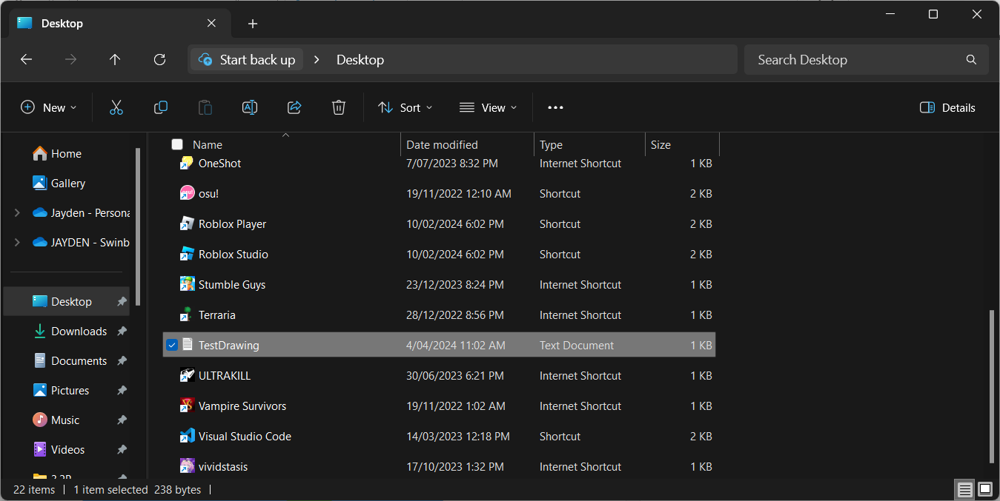 Desktop
Start back up > Desktop
Search Desktop
New
Sort
View
Details
Name Date modified Type Size
Home
Gallery
Jayden - Persona
JAYDEN - Swinb
Desktop
Downloads
Documents
Pictures
Music
Videos
OneShot 7/07/2023 8:32 PM Internet Shortcut 1 KB
osu! 19/11/2022 12:10 AM Shortcut 2 KB
Roblox Player 10/02/2024 6:02 PM Shortcut 2 KB
Roblox Studio 10/02/2024 6:02 PM Shortcut 2 KB
Stumble Guys 23/12/2023 8:24 PM Internet Shortcut 1 KB
Terraria 28/12/2022 8:56 PM Internet Shortcut 1 KB
TestDrawing 4/04/2024 11:02 AM Text Document 1 KB
ULTRAKILL 30/06/2023 6:21 PM Internet Shortcut 1 KB
Vampire Survivors 19/11/2022 1:02 AM Internet Shortcut 1 KB
Visual Studio Code 14/03/2023 12:18 PM Shortcut 2 KB
vividstasis 17/10/2023 1:32 PM Internet Shortcut 1 KB
22 items | 1 item selected 238 bytes |